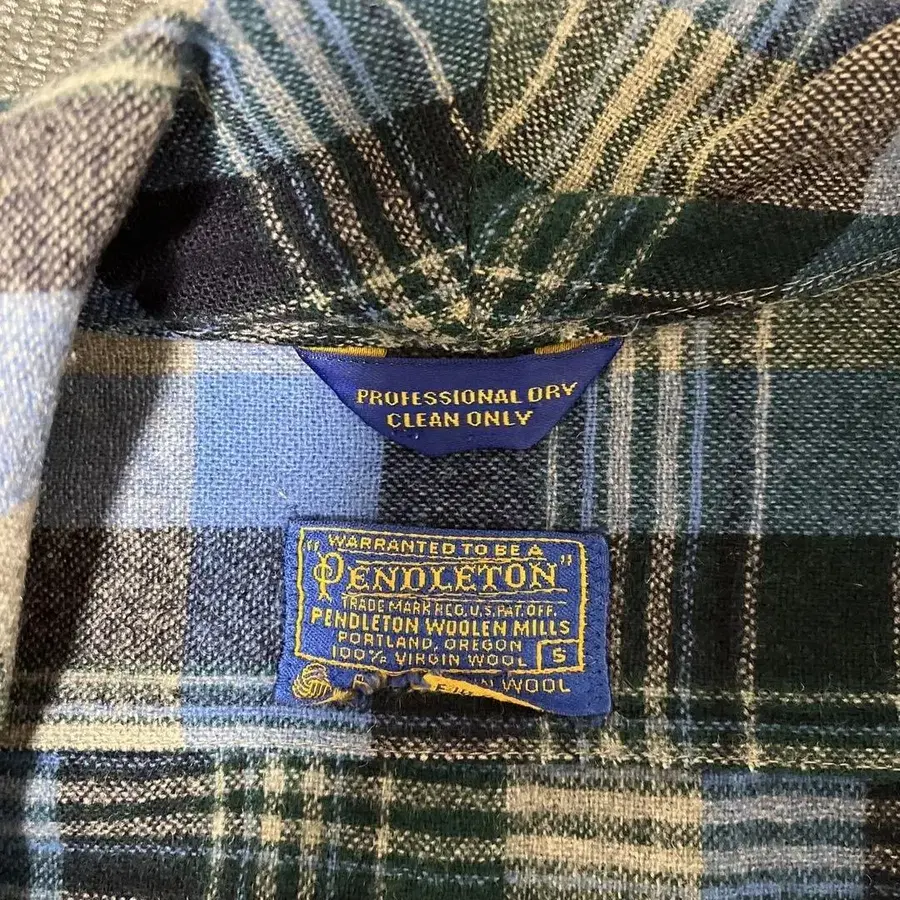 PROFESSIONAL DRY
CLEAN ONLY
WARRANTED TO BE A
"PENDLETON"
TRADE MARK REG. U.S. PAT. OFF.
PENDLETON WOOLEN MILLS
PORTLAND, OREGON
100% VIRGIN WOOL S
WOOL